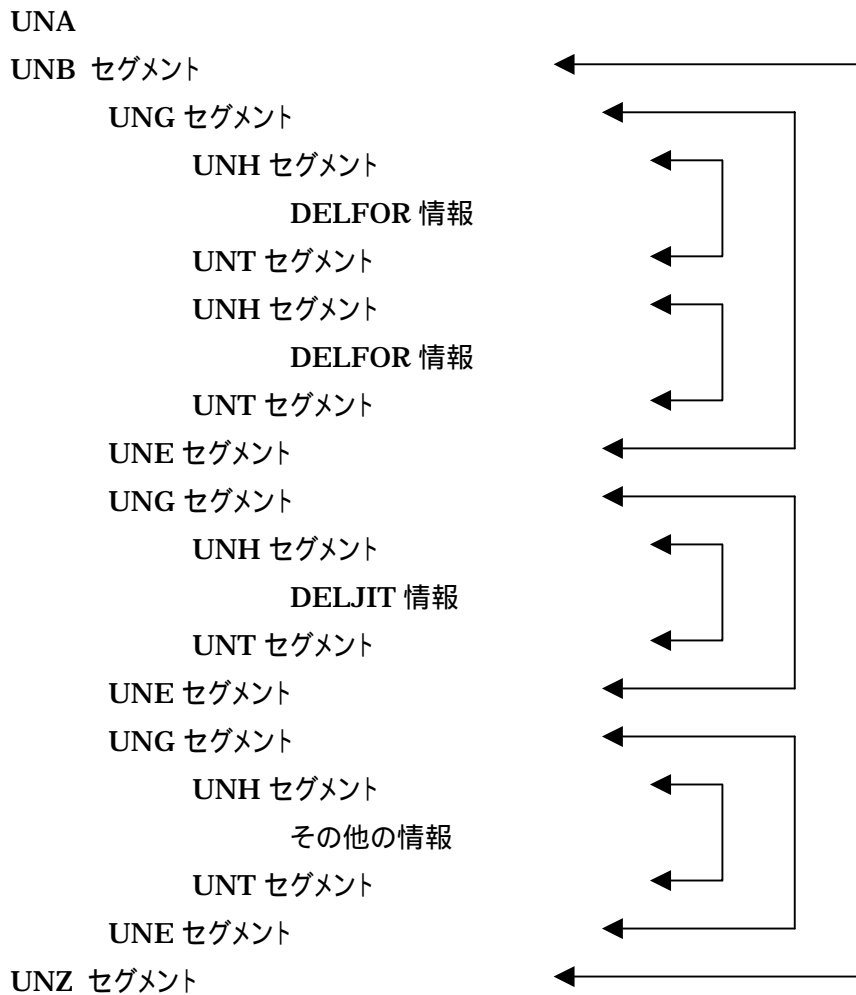 UNA
UNB セグメント
UNG セグメント
UNH セグメント
DELFOR 情報
UNT セグメント
UNH セグメント
DELFOR 情報
UNT セグメント
UNE セグメント
UNG セグメント
UNH セグメント
DELJIT 情報
UNT セグメント
UNE セグメント
UNG セグメント
UNH セグメント
その他の情報
UNT セグメント
UNE セグメント
UNZ セグメント